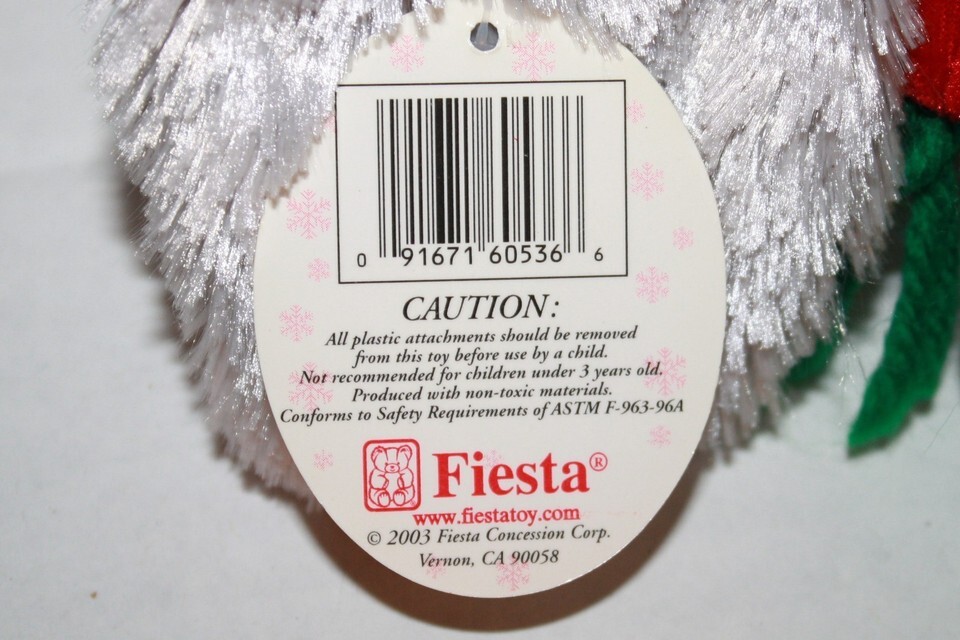 0 91671 60536 6
CAUTION:
All plastic attachments should be removed
from this toy before use by a child.
Not recommended for children under 3 years old.
Produced with non-toxic materials.
Conforms to Safety Requirements of ASTM F-963-96A
Fiesta®
www.fiestatoy.com
© 2003 Fiesta Concession Corp.
Vernon, CA 90058